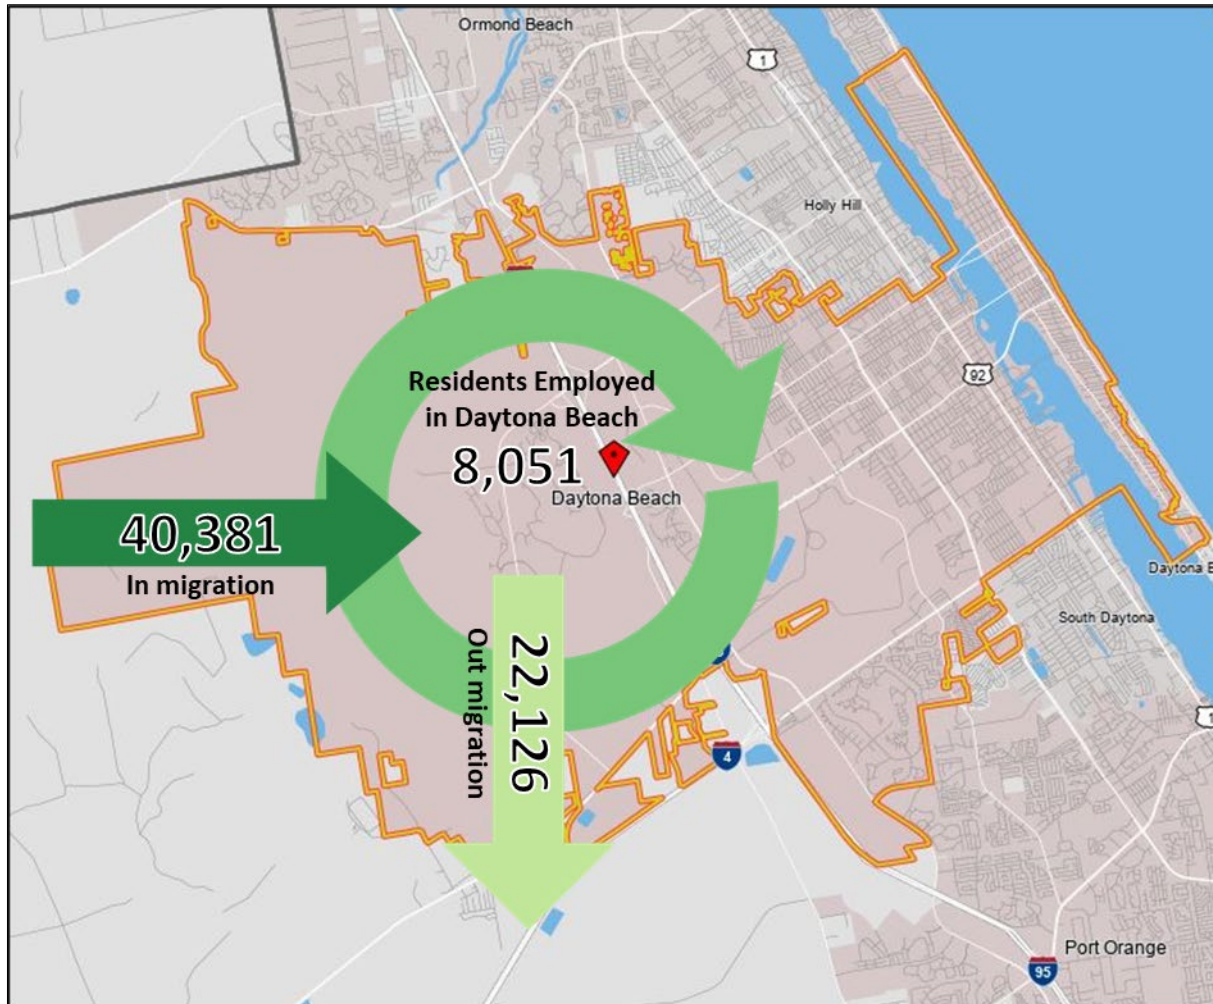 Ormond Beach
1
Holly Hill
92
Residents Employed
in Daytona Beach
8,051
Daytona Beach
40,381
In migration
22,126
Out migration
Daytona B
South Daytona
1
4
Port Orange
95